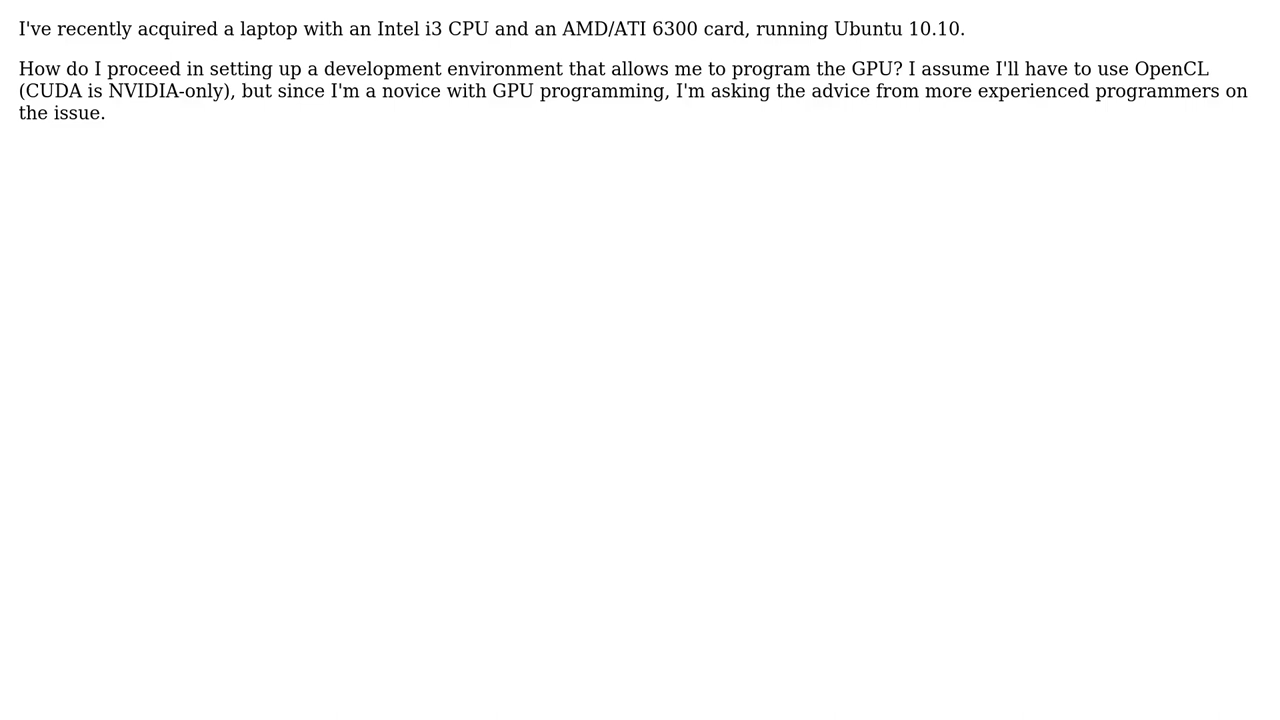 I've recently acquired a laptop with an Intel i3 CPU and an AMD/ATI 6300 card, running Ubuntu 10.10.
How do I proceed in setting up a development environment that allows me to program the GPU? I assume I'll have to use OpenCL
(CUDA is NVIDIA-only), but since I'm a novice with GPU programming, I'm asking the advice from more experienced programmers on
the issue.